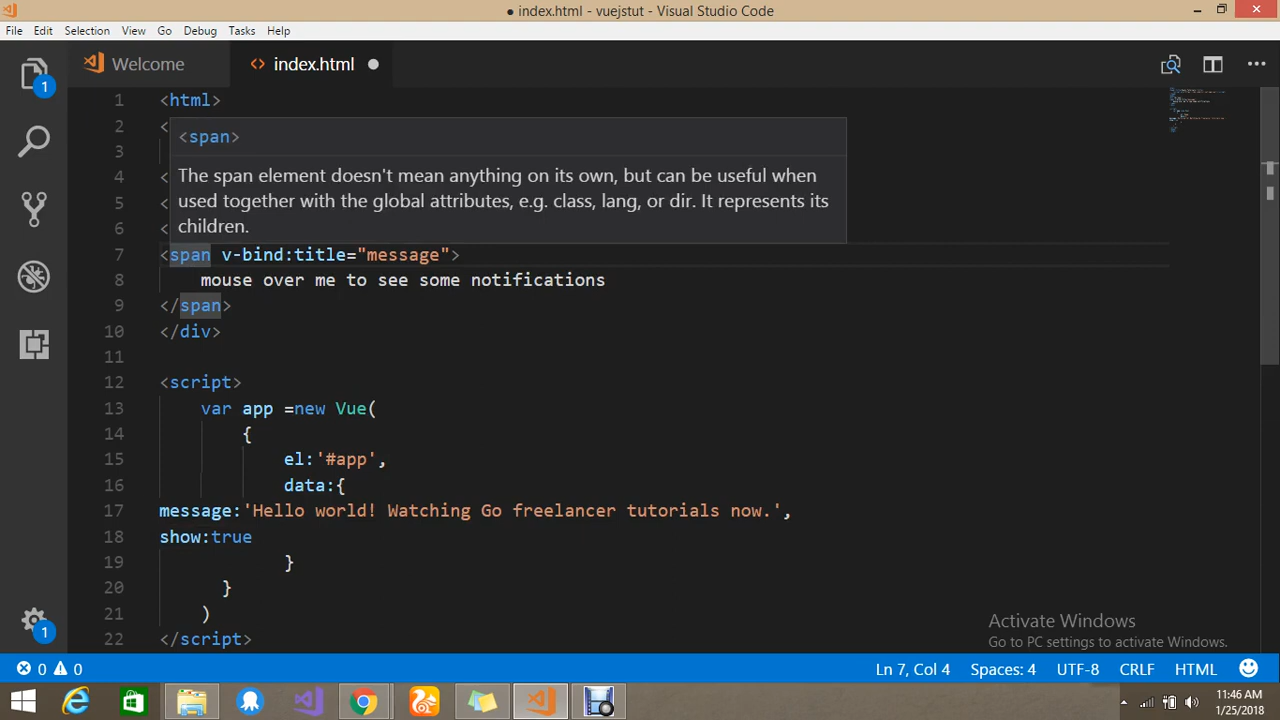 ● index.html - vuejstut - Visual Studio Code
File Edit Selection View Go Debug Tasks Help
1 Welcome <> index.html ●
1 <html>
2 <
<span>
3
The span element doesn't mean anything on its own, but can be useful when
4 <
used together with the global attributes, e.g. class, lang, or dir. It represents its
5 <
children.
6 <
7 <span v-bind:title="message">
8 mouse over me to see some notifications
9 </span>
10 </div>
11
12 <script>
13 var app =new Vue(
14 {
15 el:'#app',
16 data:{
17 message:'Hello world! Watching Go freelancer tutorials now.',
18 show:true
19 }
20 }
21 )
22 </script>
1
Activate Windows
Go to PC settings to activate Windows.
0 0 Ln 7, Col 4 Spaces: 4 UTF-8 CRLF HTML
11:46 AM
1/25/2018